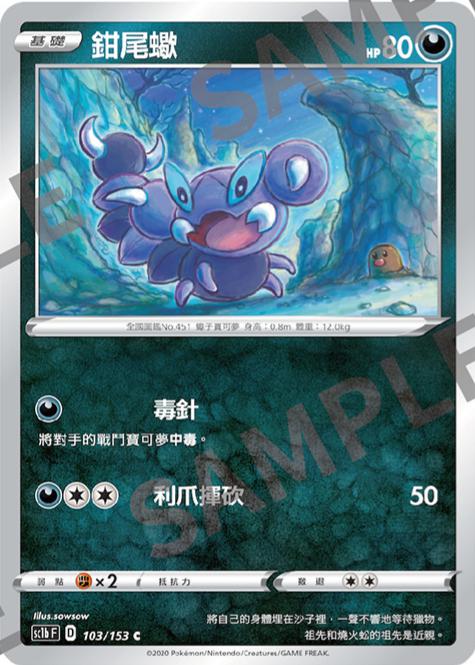 基礎 鉗尾蠍 HP80
全國圖鑑No.451 蠍子寶可夢 身高：0.8m 體重：12.0kg
毒針
將對手的戰鬥寶可夢中毒。
利爪揮砍 50
弱點 ×2 抵抗力 撤退
illus.sowsow
sc1b F D 103/153 C
將自己的身體埋在沙子裡，一聲不響地等待獵物。
祖先和燒火蚣的祖先是近親。
©2020 Pokémon/Nintendo/Creatures/GAME FREAK.
SAMPLE
SAMPLE
SAMPLE